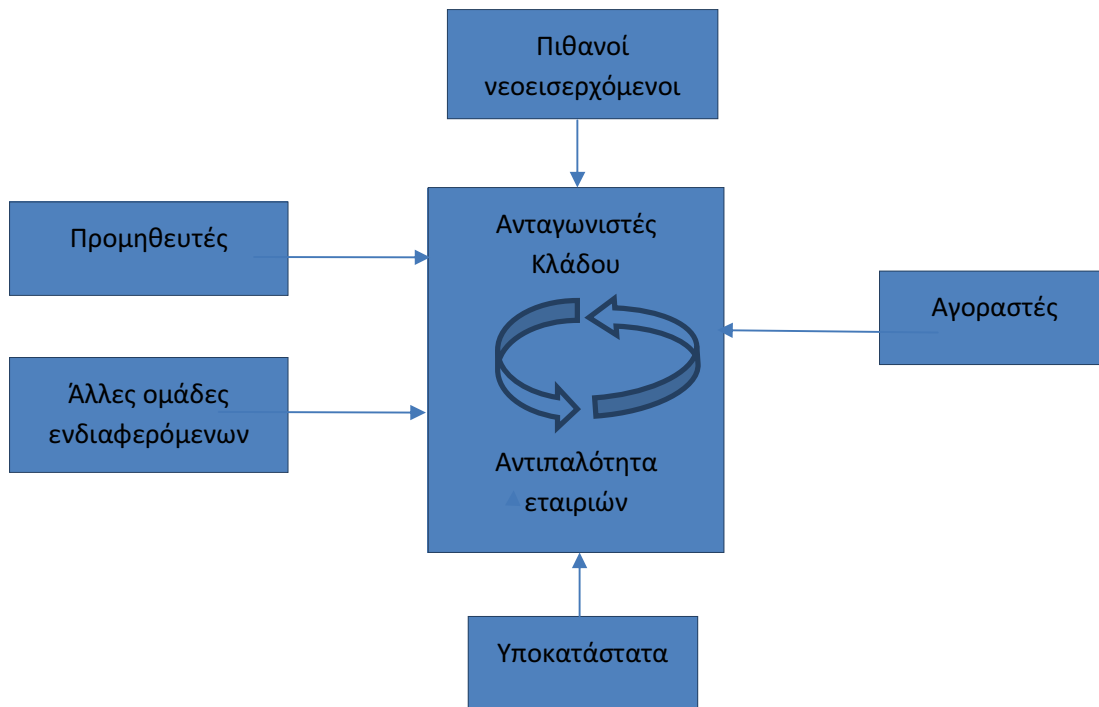 Πιθανοί
νεοεισερχόμενοι
Προμηθευτές
Ανταγωνιστές
Κλάδου
Αγοραστές
Άλλες ομάδες
ενδιαφερόμενων
Αντιπαλότητα
εταιριών
Υποκατάστατα